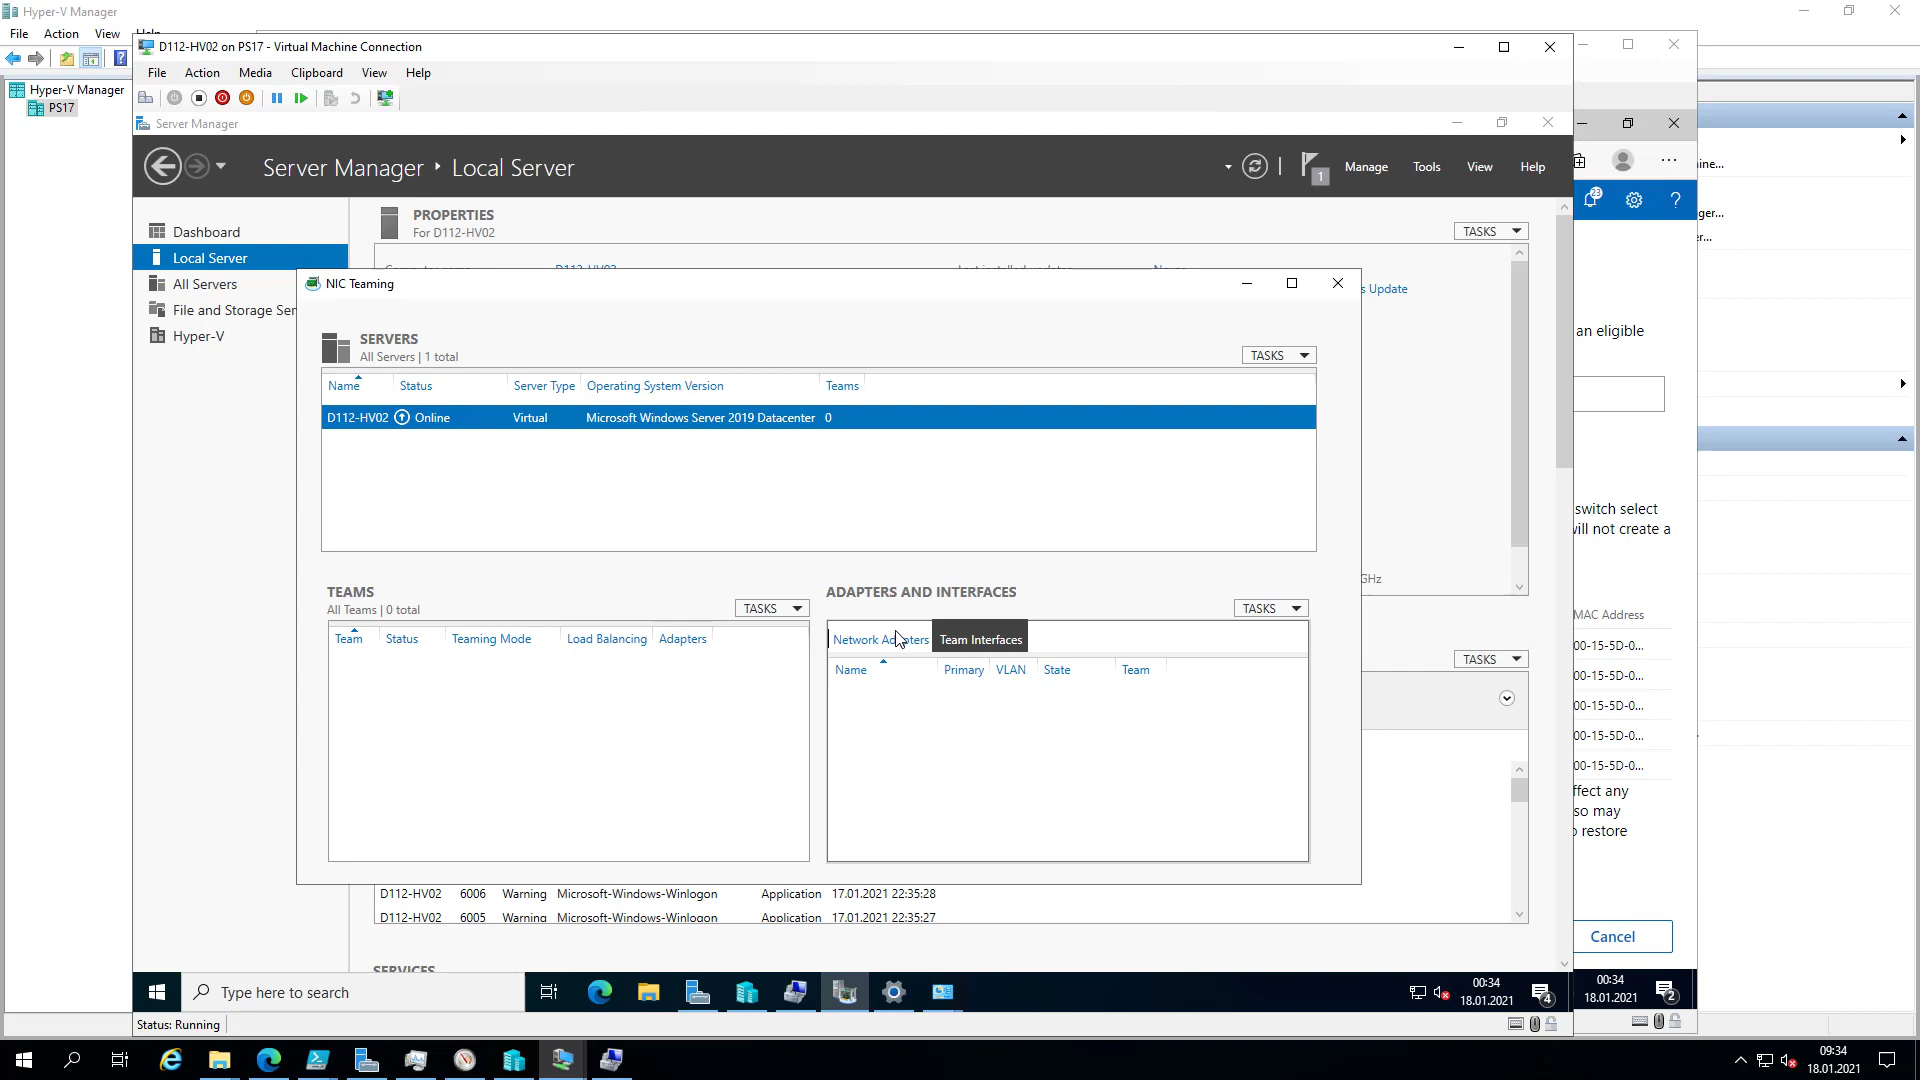 Hyper-V Manager
File Action View Help
D112-HV02 on PS17 - Virtual Machine Connection
File Action Media Clipboard View Help
Hyper-V Manager
PS17
Server Manager
Server Manager Local Server
1
Manage Tools View Help
Dashboard
Local Server
All Servers
File and Storage Ser
Hyper-V
PROPERTIES
For D112-HV02
TASKS
s Update
GHz
TASKS
NIC Teaming
SERVERS
All Servers | 1 total
TASKS
Name Status Server Type Operating System Version Teams
D112-HV02 Online Virtual Microsoft Windows Server 2019 Datacenter 0
TEAMS
All Teams | 0 total
TASKS
Team Status Teaming Mode Load Balancing Adapters
ADAPTERS AND INTERFACES
TASKS
Network Adapters Team Interfaces
Name Primary VLAN State Team
D112-HV02 6006 Warning Microsoft-Windows-Winlogon Application 17.01.2021 22:35:28
D112-HV02 6005 Warning Microsoft-Windows-Winlogon Application 17.01.2021 22:35:27
SERVICES
Type here to search
00:34
18.01.2021
4
Status: Running
23
?
an eligible
switch select
will not create a
MAC Address
00-15-5D-0...
00-15-5D-0...
00-15-5D-0...
00-15-5D-0...
00-15-5D-0...
ffect any
so may
restore
Cancel
00:34
18.01.2021
2
ine...
ger...
r...
09:34
18.01.2021